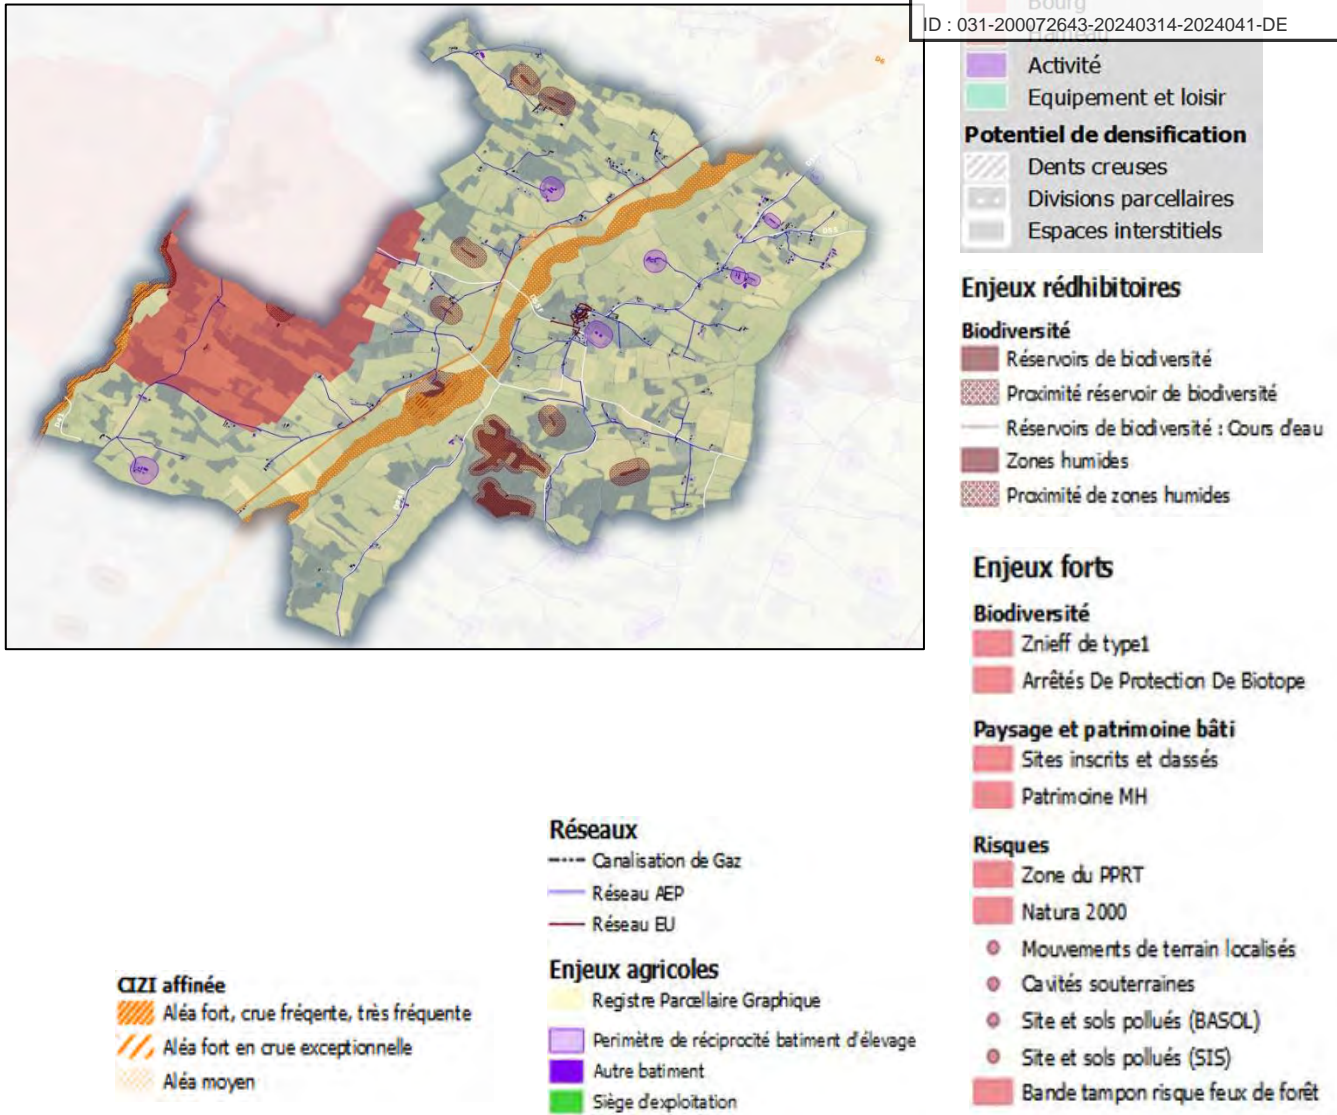 Bourg
ID : 031-200072643-20240314-2024041-DE
Hameau
Activité
Equipement et loisir
Potentiel de densification
Dents creuses
Divisions parcellaires
Espaces interstitiels
Enjeux rédhibitoires
Biodiversité
Réservoirs de biodiversité
Proximité réservoir de biodiversité
Réservoirs de biodiversité : Cours d'eau
Zones humides
Proximité de zones humides
Enjeux forts
Biodiversité
Znieff de type1
Arrêtés De Protection De Biotope
Paysage et patrimoine bâti
Sites inscrits et classés
Patrimoine MH
Risques
Zone du PPRT
Natura 2000
Mouvements de terrain localisés
Cavités souterraines
Site et sols pollués (BASOL)
Site et sols pollués (SIS)
Bande tampon risque feux de forêt
Réseaux
Canalisation de Gaz
Réseau AEP
Réseau EU
Enjeux agricoles
Registre Parcellaire Graphique
Perimètre de réciprocité batiment d'élevage
Autre batiment
Siège d'exploitation
CIZI affinée
Aléa fort, crue fréqerte, très fréquente
Aléa fort en crue exceptionnelle
Aléa moyen